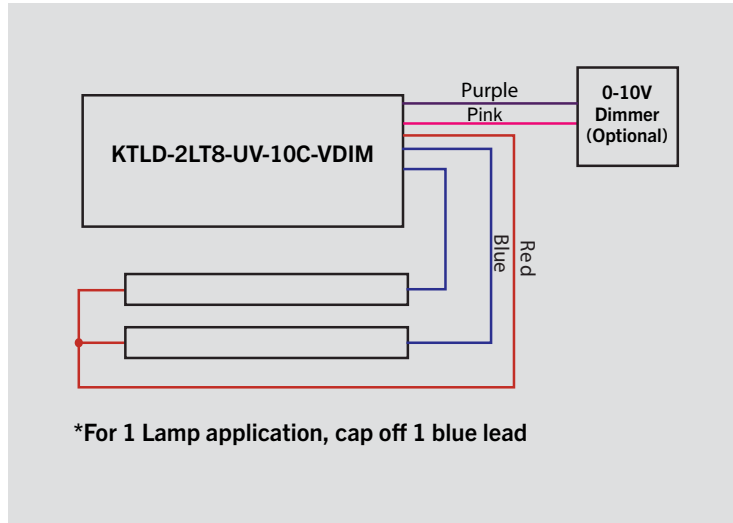 Purple
Pink
0-10V
Dimmer
(Optional)
KTLD-2LT8-UV-10C-VDIM
Blue
Red
*For 1 Lamp application, cap off 1 blue lead